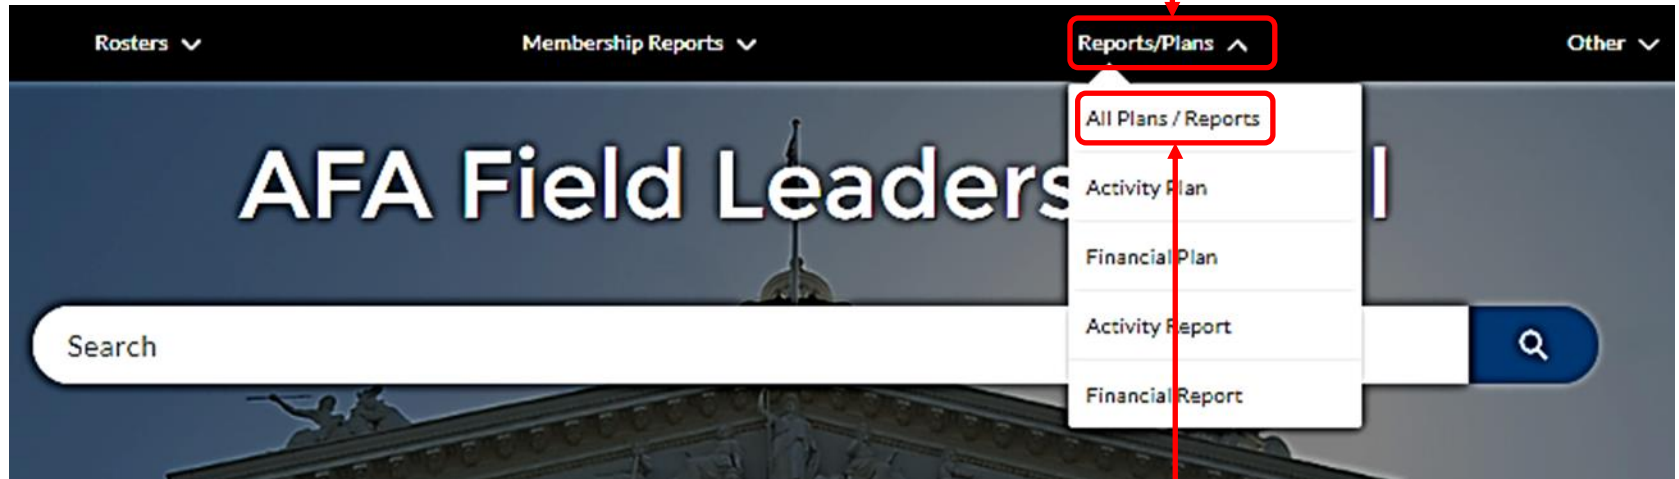 Rosters
Membership Reports
Reports/Plans
Other
All Plans / Reports
AFA Field Leaders l
Activity Plan
Financial Plan
Activity Report
Search
Financial Report